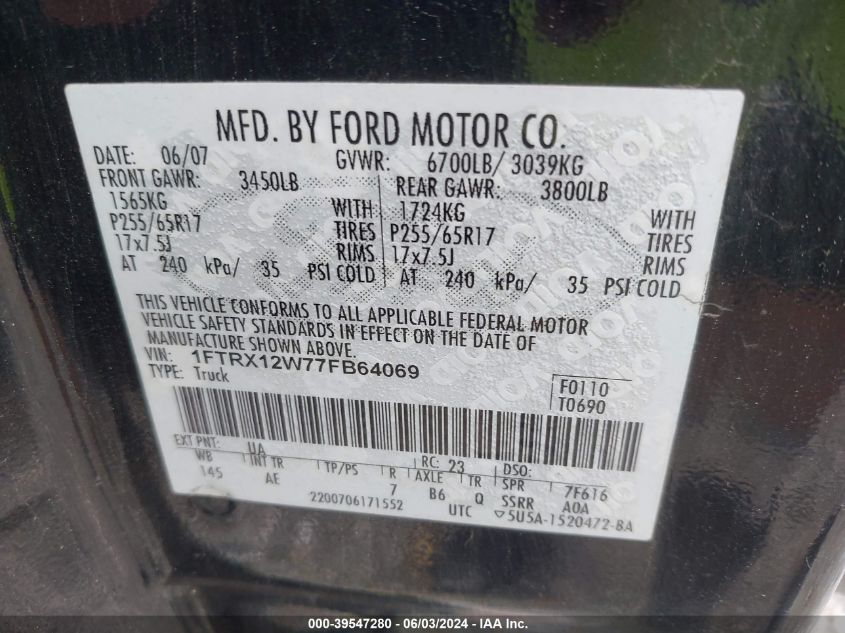 MFD. BY FORD MOTOR CO.
DATE: 06/07 GVWR: 6700LB/ 3039KG
FRONT GAWR: 3450LB REAR GAWR: 3800LB
1565KG WITH 1724KG WITH
P255/65R17 TIRES P255/65R17 TIRES
17x7.5J RIMS 17x7.5J RIMS
AT 240 kPa/ 35 PSI COLD AT 240 kPa/ 35 PSI COLD
THIS VEHICLE CONFORMS TO ALL APPLICABLE FEDERAL MOTOR
VEHICLE SAFETY STANDARDS IN EFFECT ON THE DATE OF
MANUFACTURE SHOWN ABOVE.
VIN: 1FTRX12W77FB64069
TYPE: Truck
F0110
T0690
EXT PNT: UA RC: 23 DSO:
WB INT TR TP/PS R AXLE TR SPR 7F616
145 AE 7 B6 Q SSRR A0A
2200706171552 UTC ▽5U5A-1520472-BA
000-39547280 - 06/03/2024 - IAAI Inc.